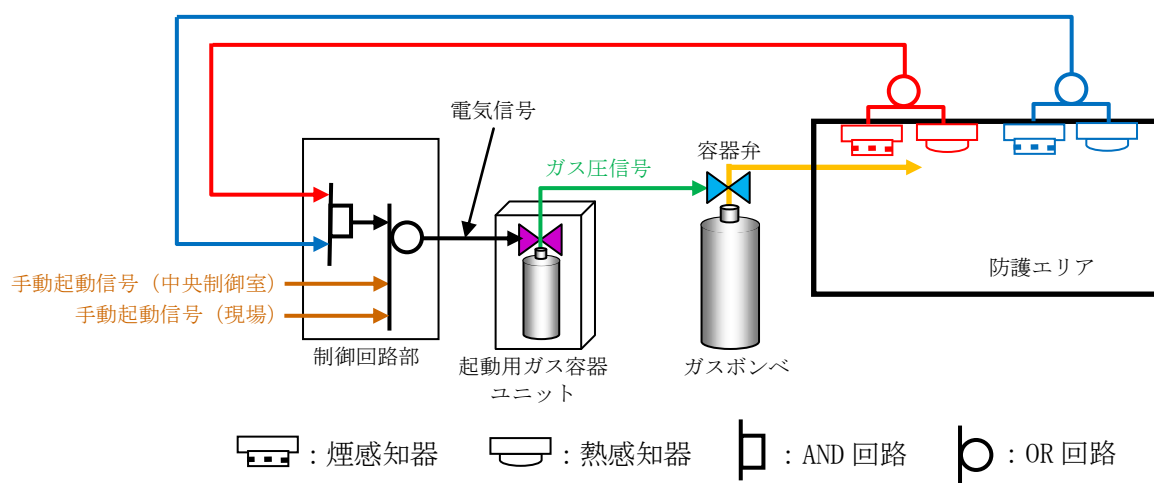 電気信号
容器弁
ガス圧信号
防護エリア
手動起動信号（中央制御室）
手動起動信号（現場）
制御回路部
起動用ガス容器
ユニット
ガスボンベ
：煙感知器 ：熱感知器 ：AND 回路 ：OR 回路